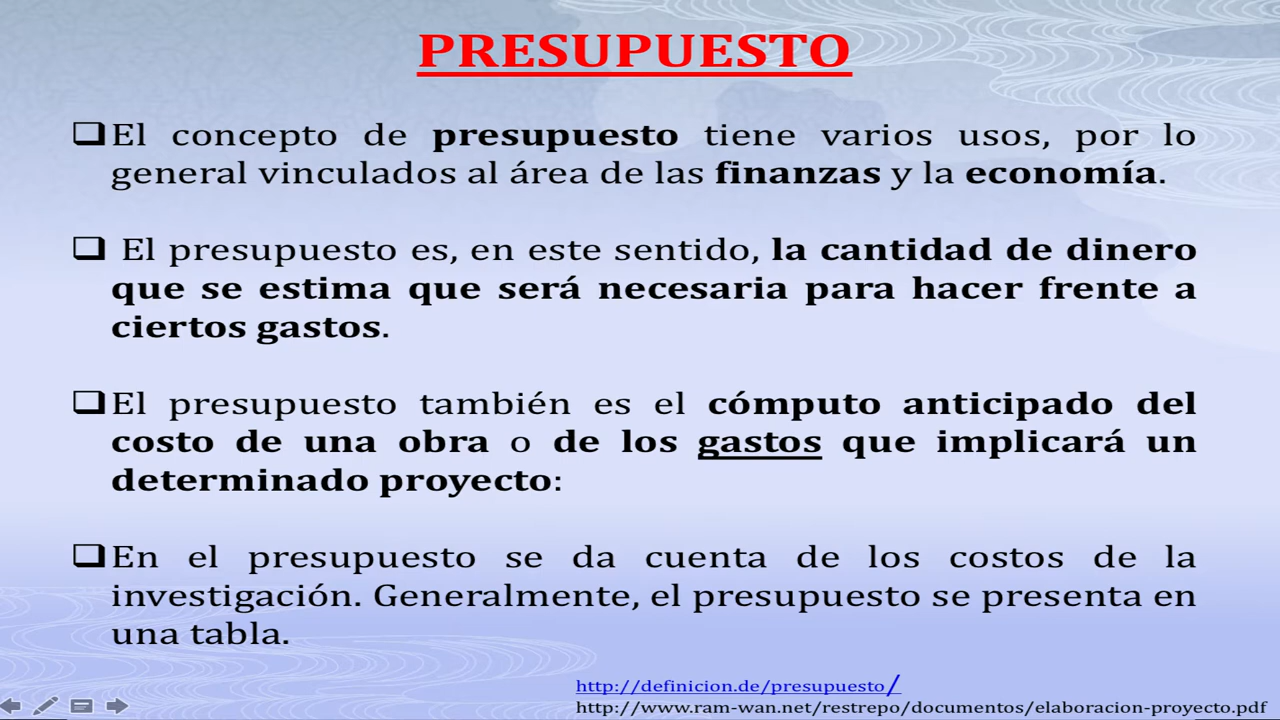 PRESUPUESTO
❑El concepto de presupuesto tiene varios usos, por lo
general vinculados al área de las finanzas y la economía.
❑ El presupuesto es, en este sentido, la cantidad de dinero
que se estima que será necesaria para hacer frente a
ciertos gastos.
❑El presupuesto también es el cómputo anticipado del
costo de una obra o de los gastos que implicará un
determinado proyecto:
❑En el presupuesto se da cuenta de los costos de la
investigación. Generalmente, el presupuesto se presenta en
una tabla.
http://definicion.de/presupuesto/
http://www.ram-wan.net/restrepo/documentos/elaboracion-proyecto.pdf